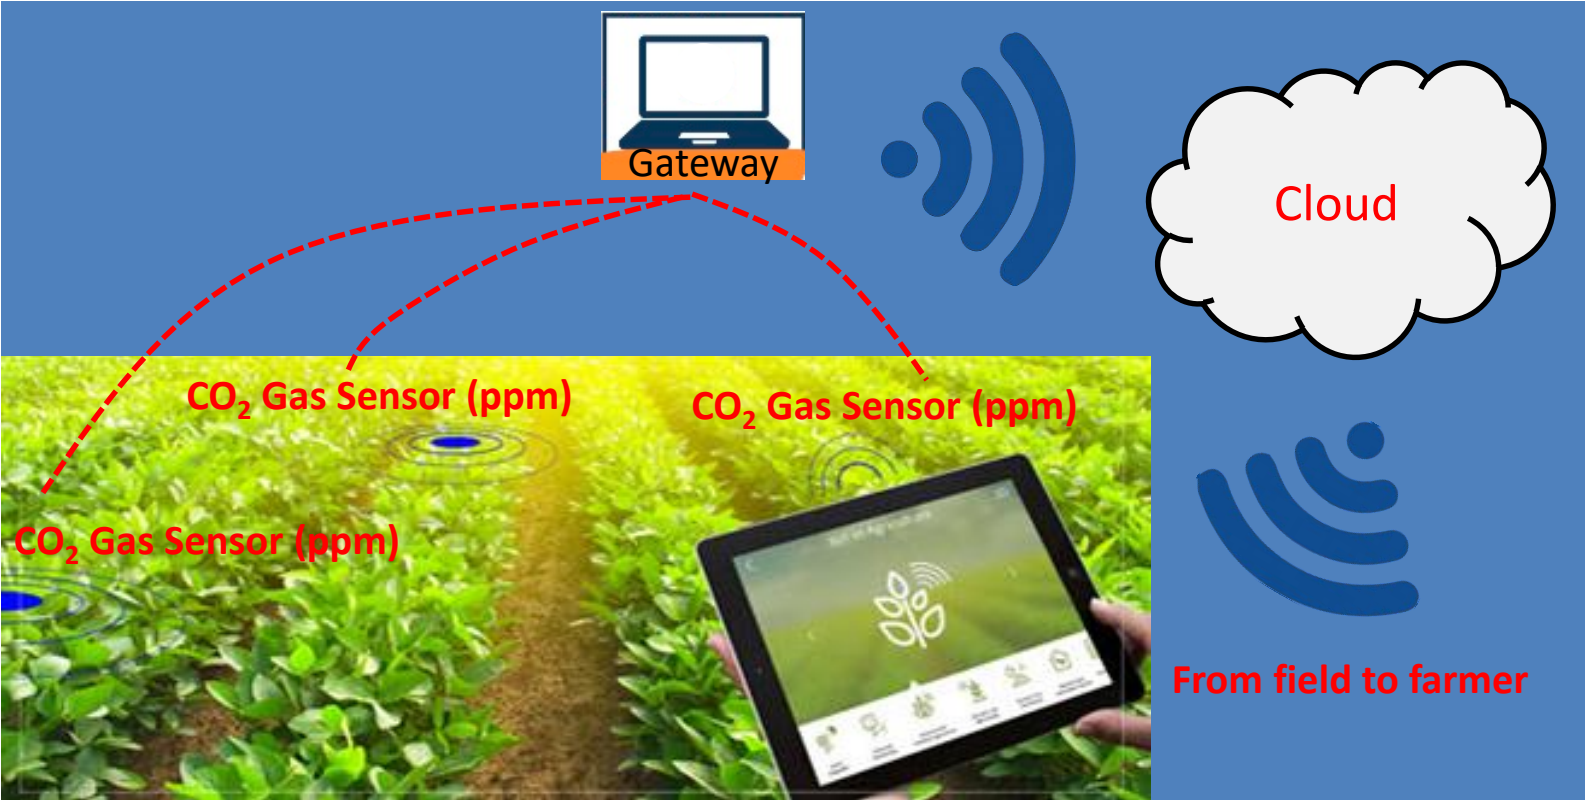 Gateway
Cloud
CO₂ Gas Sensor (ppm)
CO₂ Gas Sensor (ppm)
CO₂ Gas Sensor (ppm)
From field to farmer